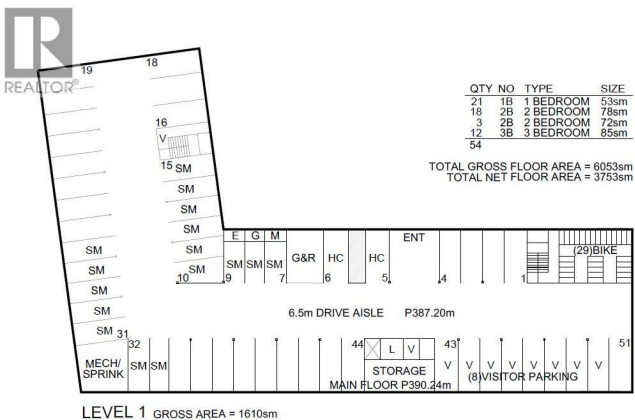 REALTOR®
19
18
16
V
15
SM
SM
SM
SM
SM
SM
SM
SM
SM
SM
SM 31
10
QTY NO TYPE SIZE
21 1B 1 BEDROOM 53sm
18 2B 2 BEDROOM 78sm
3 2B 2 BEDROOM 72sm
12 3B 3 BEDROOM 85sm
54
TOTAL GROSS FLOOR AREA = 6053sm
TOTAL NET FLOOR AREA = 3753sm
E G M ENT
SM SM SM G&R HC HC (29)BIKE
9 7 6 5 4 1
6.5m DRIVE AISLE P387.20m
32 44 43 51
MECH/
SPRINK
SM SM
L V
STORAGE
V V V V V V V V
(8)VISITOR PARKING
MAIN FLOOR P390.24m
LEVEL 1 GROSS AREA = 1610sm